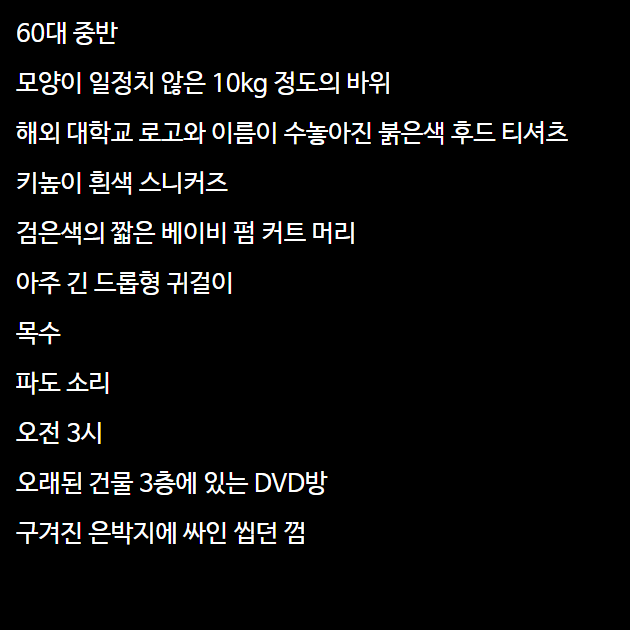 60대 중반
모양이 일정치 않은 10kg 정도의 바위
해외 대학교 로고와 이름이 수놓아진 붉은색 후드 티셔츠
키높이 흰색 스니커즈
검은색의 짧은 베이비 펌 커트 머리
아주 긴 드롭형 귀걸이
목수
파도 소리
오전 3시
오래된 건물 3층에 있는 DVD방
구겨진 은박지에 싸인 씹던 껌